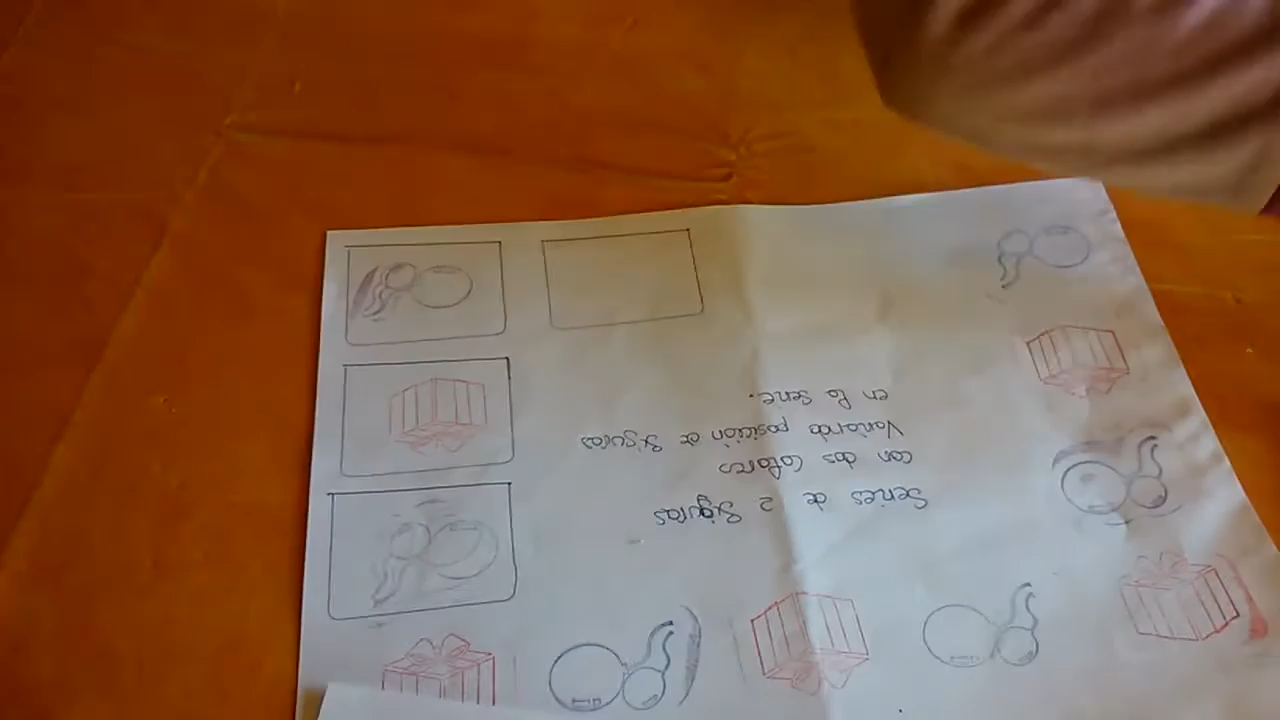 Series de 2 figuras
con dos colores
Variando posición de figuras
en la serie.